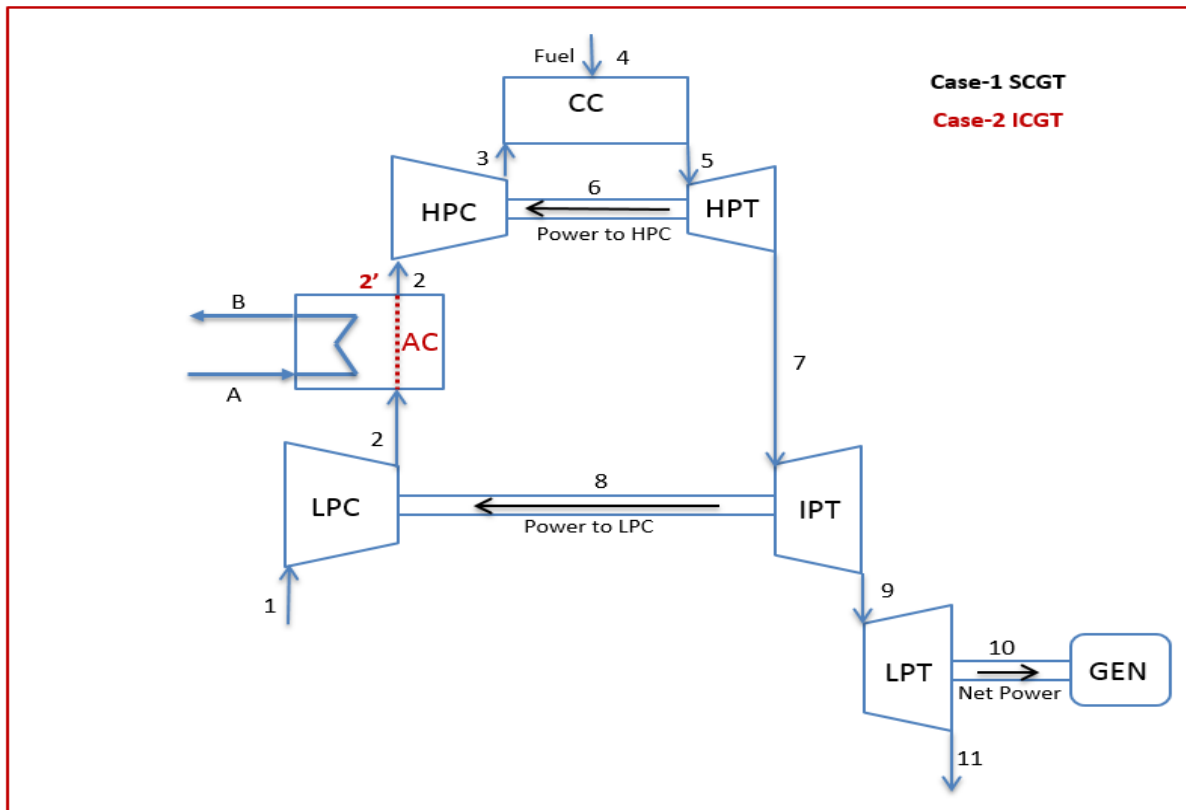 Fuel
4
CC
Case-1 SCGT
Case-2 ICGT
3
5
HPC
6
HPT
Power to HPC
2’
2
B
AC
A
7
2
8
LPC
IPT
Power to LPC
1
9
10
LPT
GEN
Net Power
11